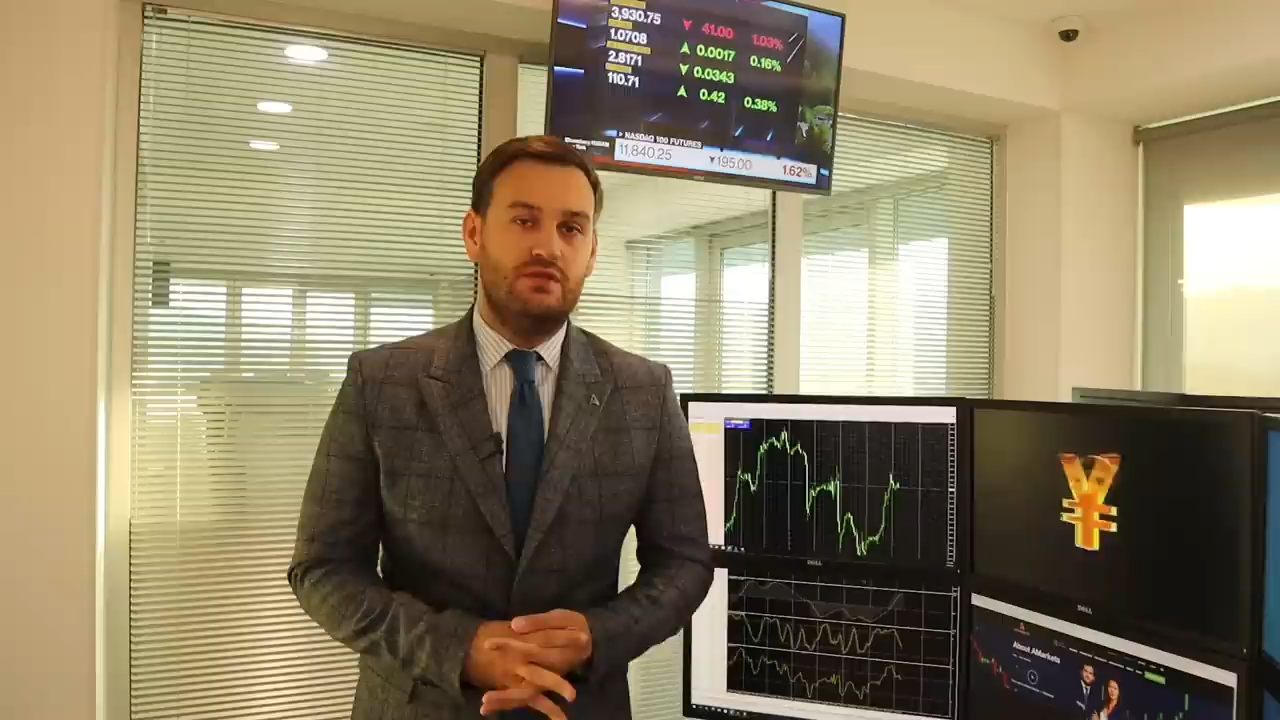 3,930.75 ▼ 41.00 1.03%
1.0708 ▲ 0.0017 0.16%
2.8171 ▼ 0.0343
110.71 ▲ 0.42 0.38%
NASDAQ 100 FUTURES
11,840.25 ▼195.00 1.62%
A
DELL
¥
DELL
About AMarkets